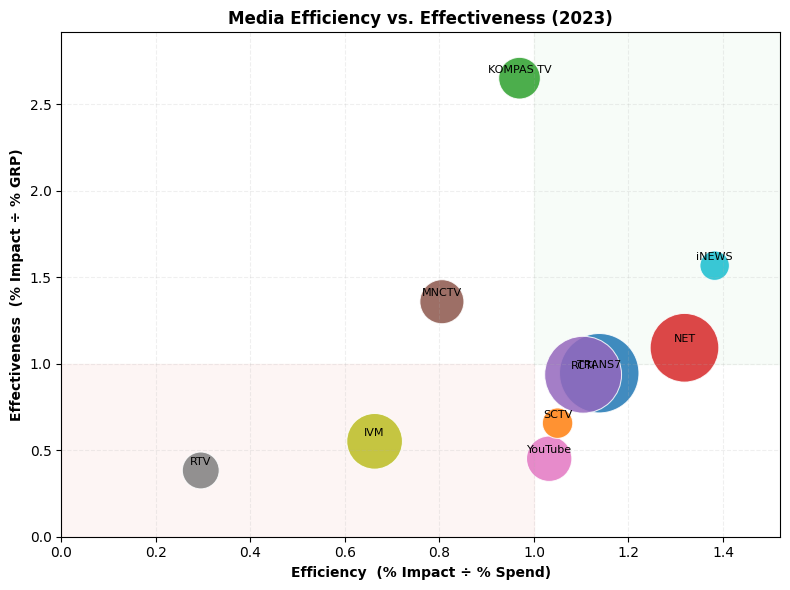 Media Efficiency vs. Effectiveness (2023)
KOMPAS TV
iNEWS
MNCTV
NET
RCTI
TRANS7
SCTV
IVM
YouTube
RTV
2.5
2.0
1.5
1.0
0.5
0.0
Effectiveness (% Impact ÷ % GRP)
0.0 0.2 0.4 0.6 0.8 1.0 1.2 1.4
Efficiency (% Impact ÷ % Spend)